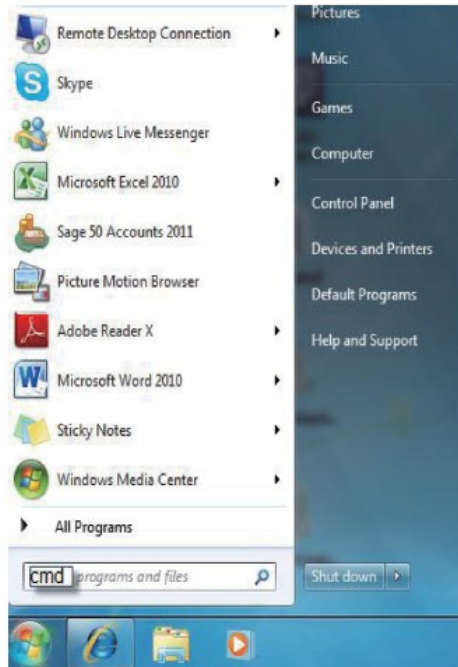 Remote Desktop Connection
Skype
Windows Live Messenger
Microsoft Excel 2010
Sage 50 Accounts 2011
Picture Motion Browser
Adobe Reader X
Microsoft Word 2010
Sticky Notes
Windows Media Center
All Programs
cmd programs and files
Pictures
Music
Games
Computer
Control Panel
Devices and Printers
Default Programs
Help and Support
Shut down